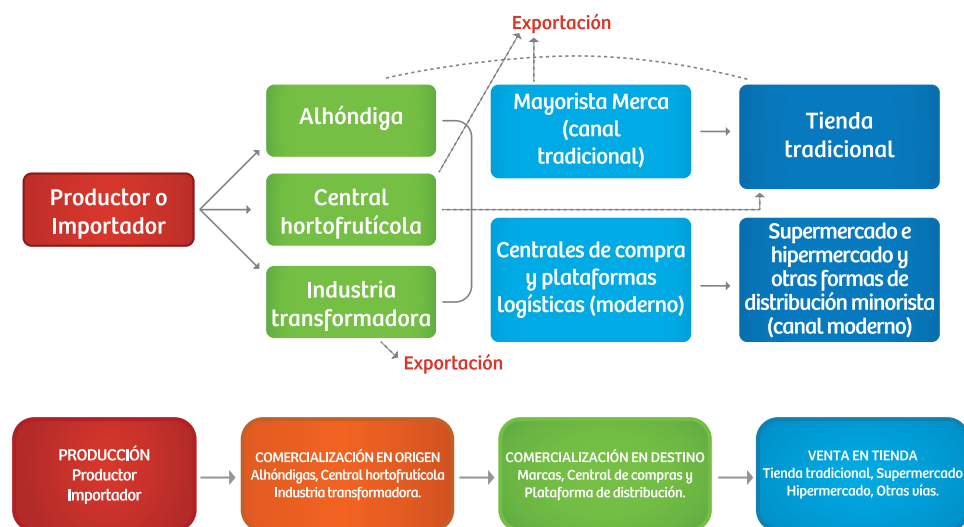 Exportación
Alhóndiga
Mayorista Merca
(canal
tradicional)
Tienda
tradicional
Productor o
Importador
Central
hortofrutícola
Industria
transformadora
Centrales de compra
y plataformas
logísticas (moderno)
Supermercado e
hipermercado y
otras formas de
distribución minorista
(canal moderno)
Exportación
PRODUCCIÓN
Productor
Importador
COMERCIALIZACIÓN EN ORIGEN
Alhóndigas, Central hortofrutícola
Industria transformadora.
COMERCIALIZACIÓN EN DESTINO
Marcas, Central de compras y
Plataforma de distribución.
VENTA EN TIENDA
Tienda tradicional, Supermercado
Hipermercado, Otras vías.